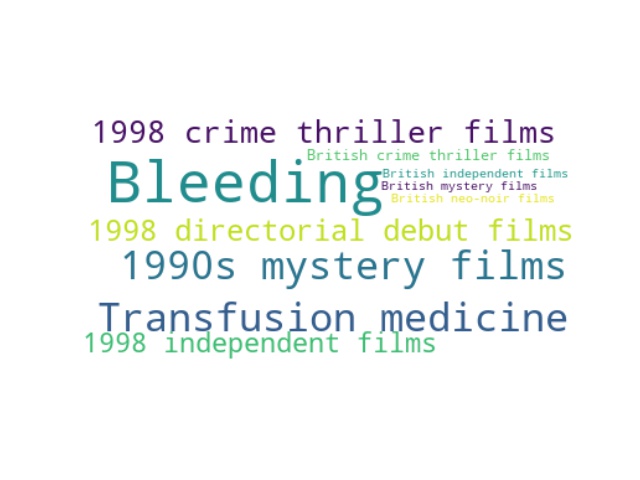 1998 crime thriller films
British crime thriller films
Bleeding
British independent films
British mystery films
British neo-noir films
1998 directorial debut films
1990s mystery films
Transfusion medicine
1998 independent films